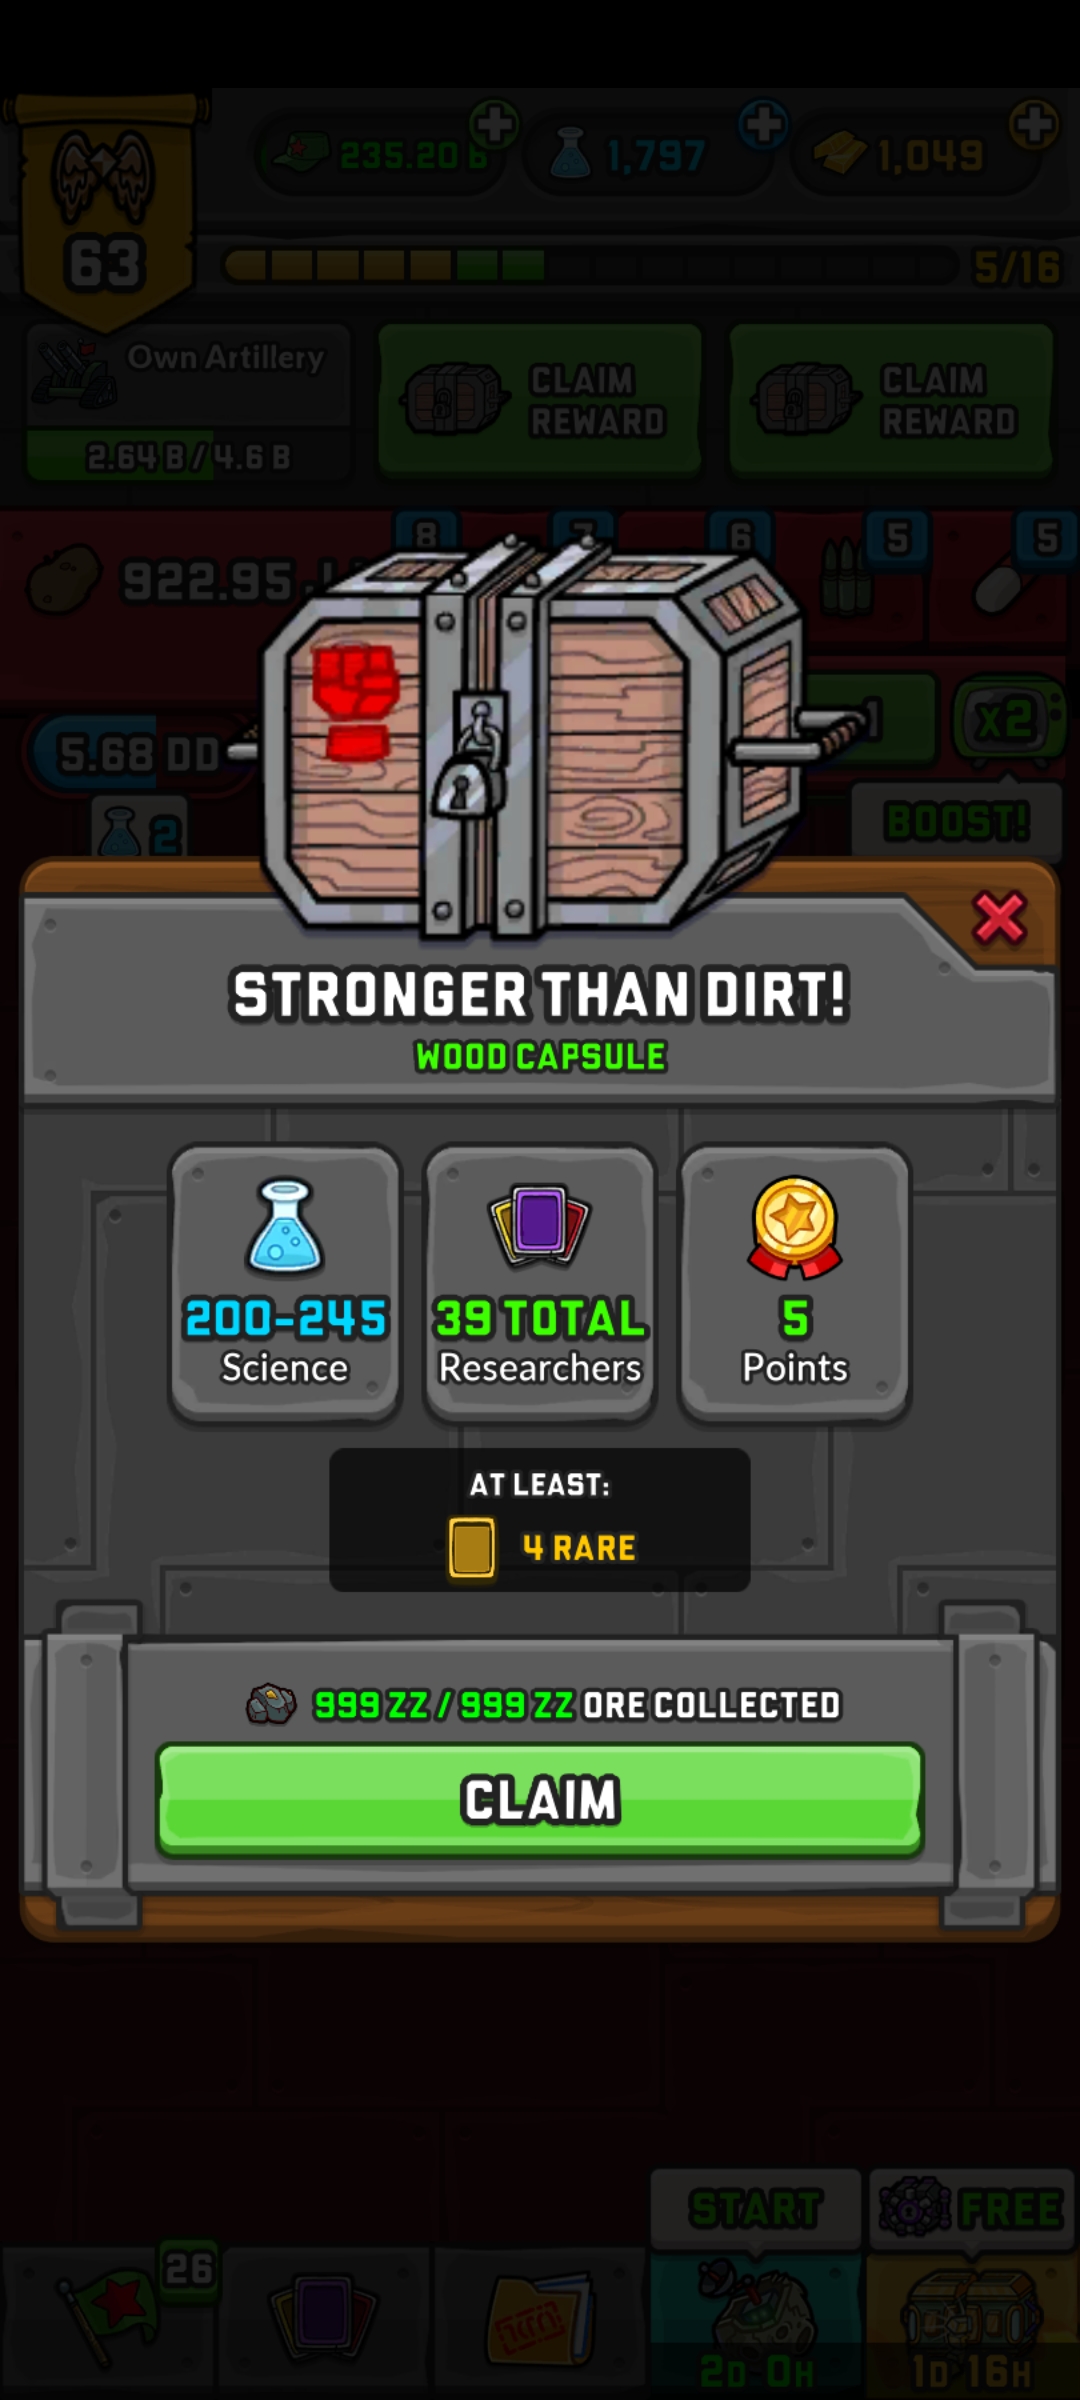 235.20 B
1,797
1,049
63
5/16
Own Artillery
2.64 B / 4.6 B
CLAIM REWARD
CLAIM REWARD
8
7
6
5
5
922.95
5.68 DD
1
X2
2
BOOST!
STRONGER THAN DIRT!
WOOD CAPSULE
200-245
Science
39 TOTAL
Researchers
5
Points
AT LEAST:
4 RARE
999 ZZ / 999 ZZ ORE COLLECTED
CLAIM
START
FREE
26
2D 0H
1D 16H